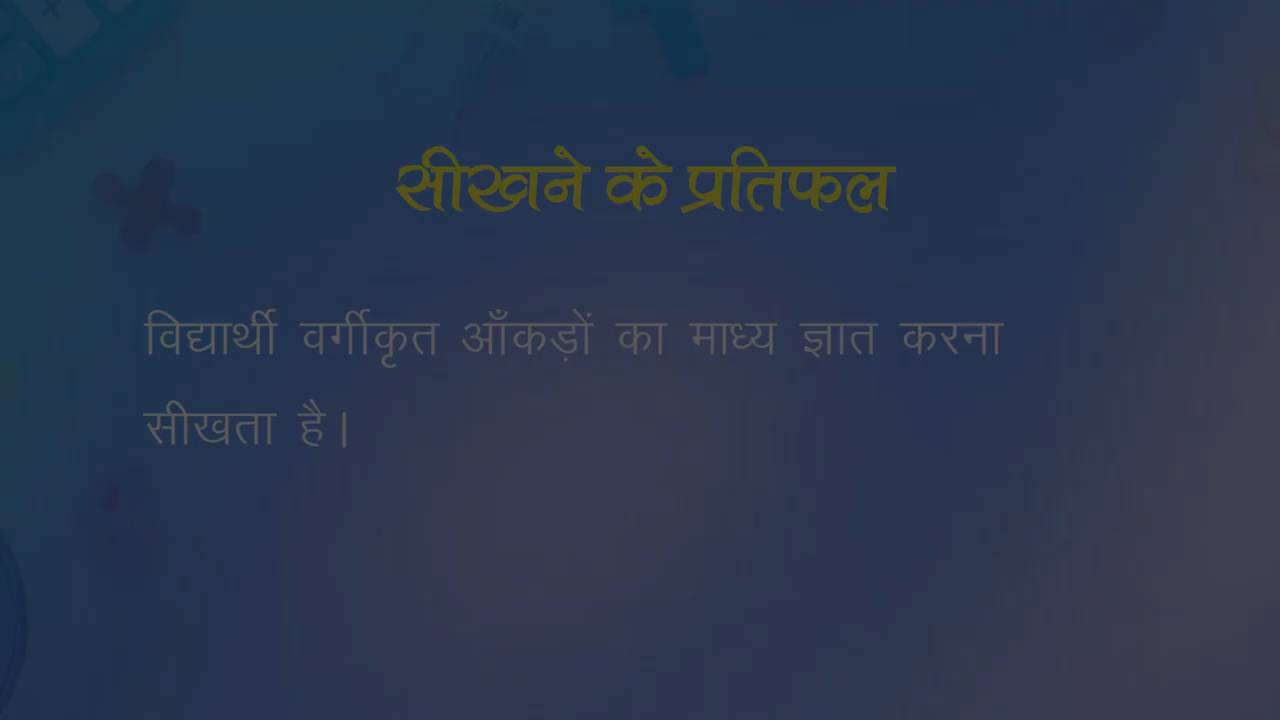 सीखने के प्रतिफल
विद्यार्थी वर्गीकृत आँकड़ों का माध्य ज्ञात करना
सीखता है।